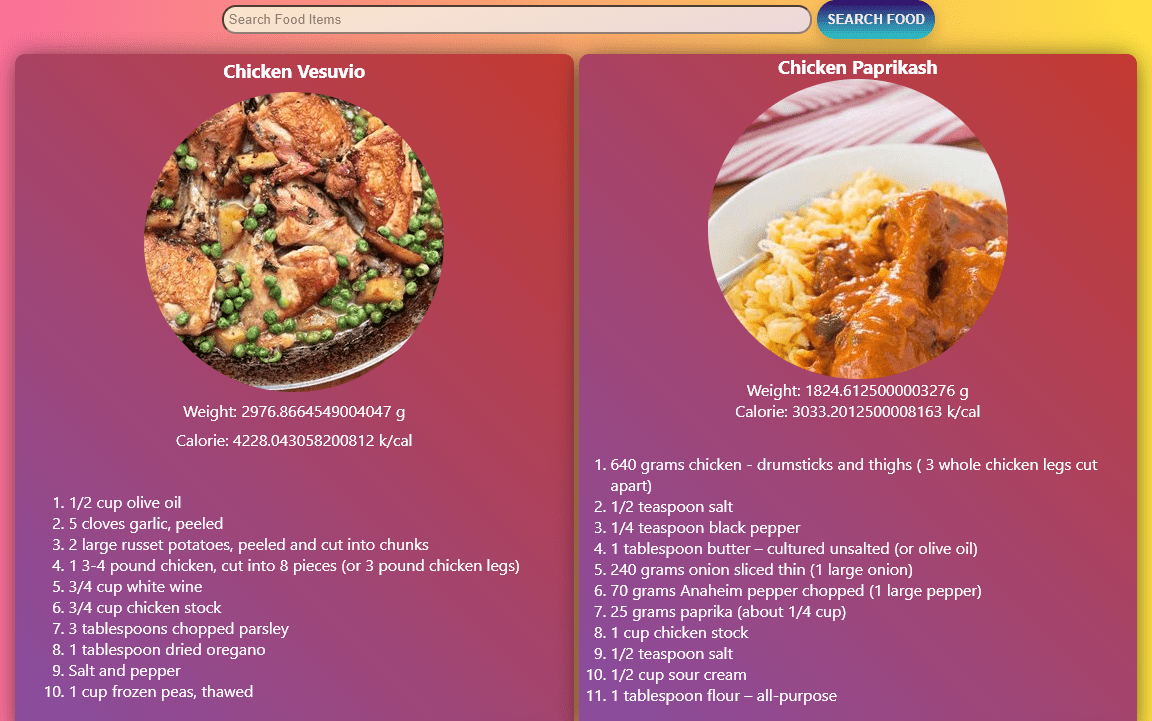 Search Food Items
SEARCH FOOD
Chicken Vesuvio
Weight: 2976.8664549004047 g
Calorie: 4228.043058200812 k/cal
1. 1/2 cup olive oil
2. 5 cloves garlic, peeled
3. 2 large russet potatoes, peeled and cut into chunks
4. 1 3-4 pound chicken, cut into 8 pieces (or 3 pound chicken legs)
5. 3/4 cup white wine
6. 3/4 cup chicken stock
7. 3 tablespoons chopped parsley
8. 1 tablespoon dried oregano
9. Salt and pepper
10. 1 cup frozen peas, thawed
Chicken Paprikash
Weight: 1824.6125000003276 g
Calorie: 3033.2012500008163 k/cal
1. 640 grams chicken - drumsticks and thighs ( 3 whole chicken legs cut
apart)
2. 1/2 teaspoon salt
3. 1/4 teaspoon black pepper
4. 1 tablespoon butter – cultured unsalted (or olive oil)
5. 240 grams onion sliced thin (1 large onion)
6. 70 grams Anaheim pepper chopped (1 large pepper)
7. 25 grams paprika (about 1/4 cup)
8. 1 cup chicken stock
9. 1/2 teaspoon salt
10. 1/2 cup sour cream
11. 1 tablespoon flour – all-purpose